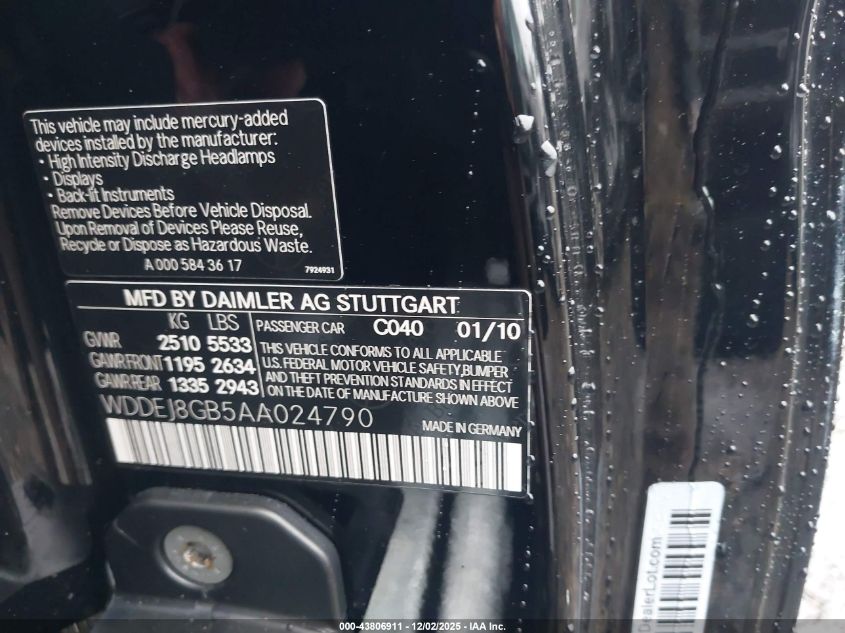 This vehicle may include mercury-added
devices installed by the manufacturer:
• High Intensity Discharge Headlamps
• Displays
• Back-lit Instruments
Remove Devices Before Vehicle Disposal.
Upon Removal of Devices Please Reuse,
Recycle or Dispose as Hazardous Waste.
A 000 584 36 17 7924931
MFD BY DAIMLER AG STUTTGART
KG LBS
GVWR 2510 5533
GAWR FRONT 1195 2634
GAWR REAR 1335 2943
PASSENGER CAR C040 01/10
THIS VEHICLE CONFORMS TO ALL APPLICABLE
U.S. FEDERAL MOTOR VEHICLE SAFETY, BUMPER
AND THEFT PREVENTION STANDARDS IN EFFECT
ON THE DATE OF MANUFACTURE SHOWN ABOVE
WDDEJ8GB5AA024790
MADE IN GERMANY
DealerLot.com
000-43806911 - 12/02/2025 - IAA Inc.